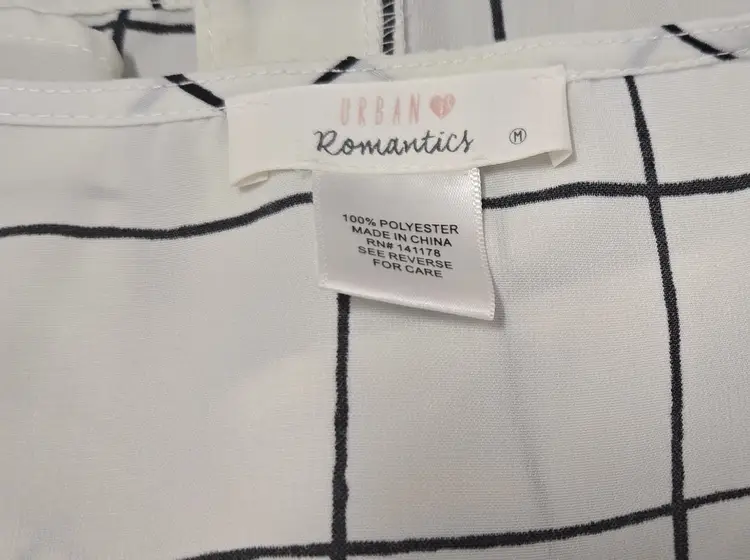 URBAN
Romantics
M
100% POLYESTER
MADE IN CHINA
RN# 141178
SEE REVERSE
FOR CARE